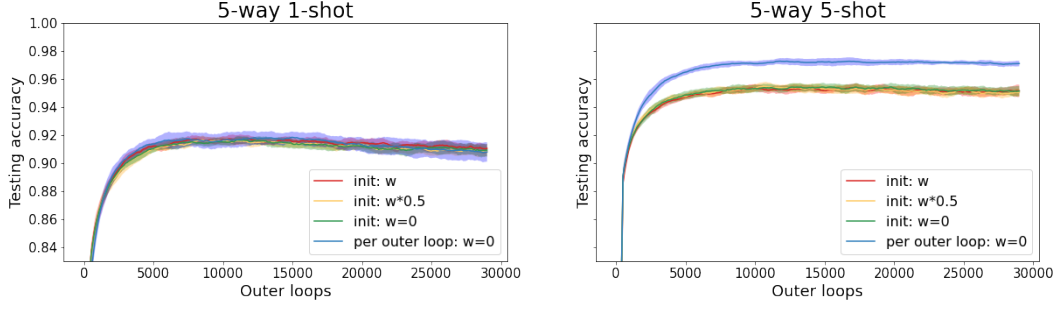 5-way 1-shot
1.00
0.98
0.96
0.94
0.92
0.90
0.88
0.86
0.84
Testing accuracy
init: w
init: w*0.5
init: w=0
per outer loop: w=0
0 5000 10000 15000 20000 25000 30000
Outer loops
5-way 5-shot
Testing accuracy
init: w
init: w*0.5
init: w=0
per outer loop: w=0
0 5000 10000 15000 20000 25000 30000
Outer loops